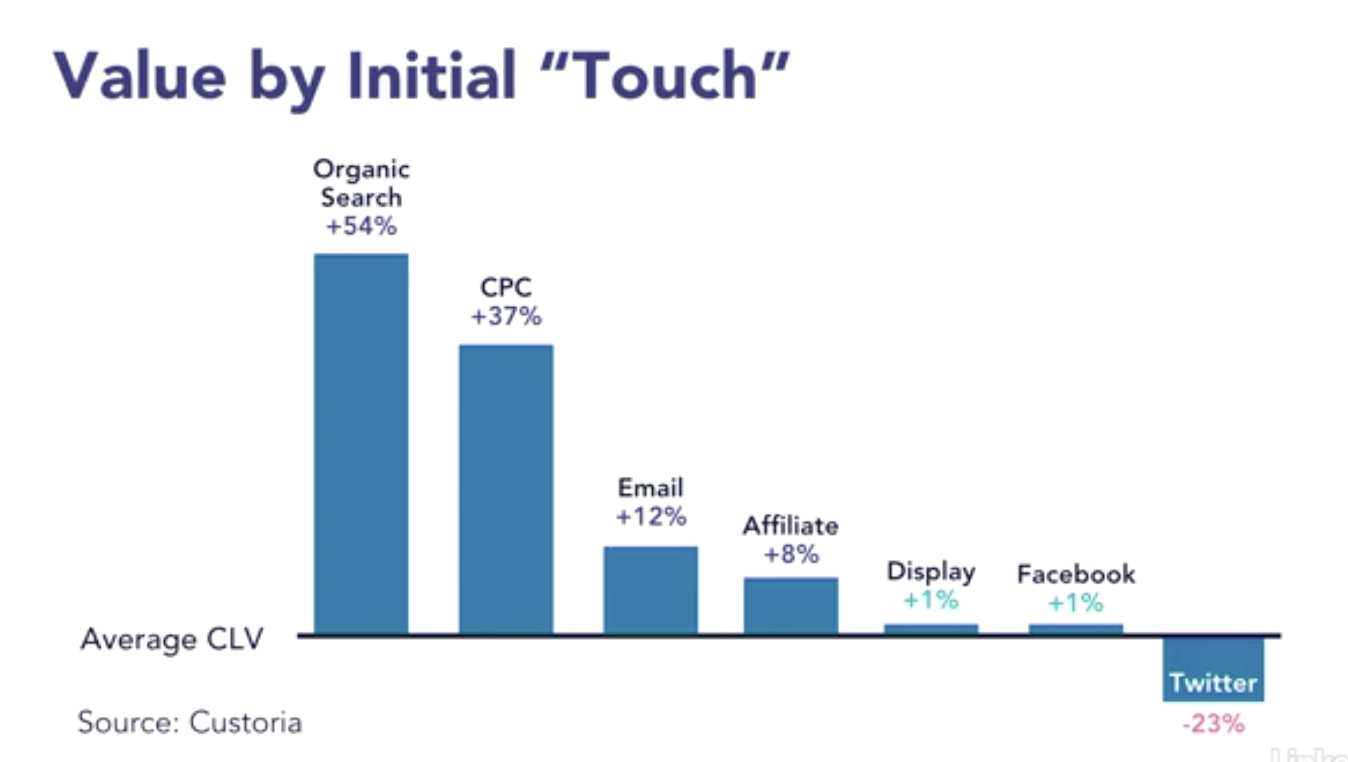 Value by Initial “Touch”
Organic
Search
+54%
CPC
+37%
Email
+12%
Affiliate
+8%
Display
+1%
Facebook
+1%
Average CLV
Twitter
-23%
Source: Custoria